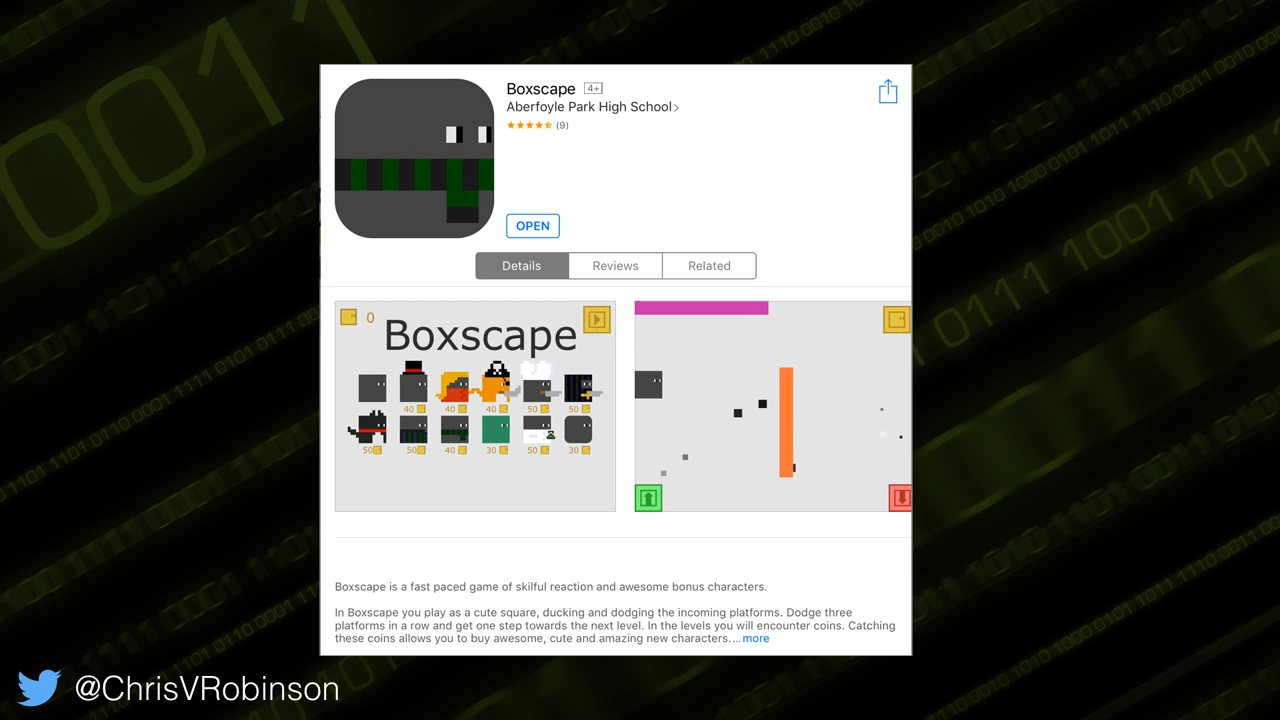 Boxscape 4+
Aberfoyle Park High School >
(9)
OPEN
Details Reviews Related
0
Boxscape
40 40 40 50 50
50 50 40 30 50 30
Boxscape is a fast paced game of skilful reaction and awesome bonus characters.
In Boxscape you play as a cute square, ducking and dodging the incoming platforms. Dodge three
platforms in a row and get one step towards the next level. In the levels you will encounter coins. Catching
these coins allows you to buy awesome, cute and amazing new characters.... more
@ChrisVRobinson